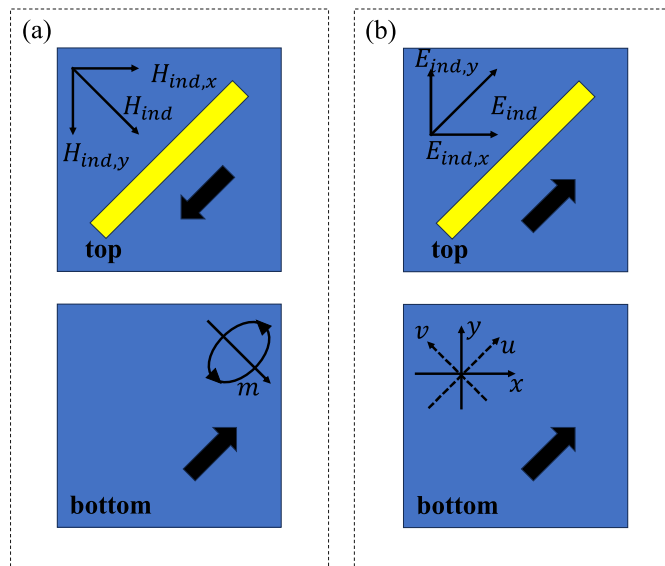 (a)
H_{ind,x}
H_{ind}
H_{ind,y}
top
m
bottom
(b)
E_{ind,y}
E_{ind}
E_{ind,x}
top
y
v
u
x
bottom